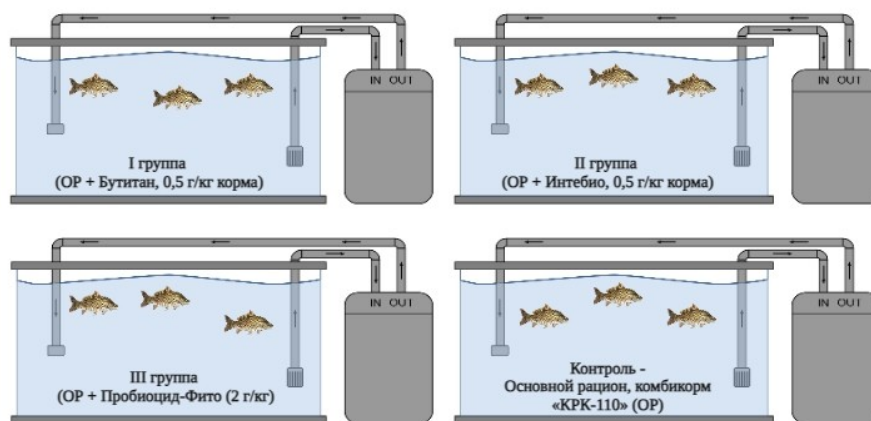 IN OUT
I группа
(ОР + Бутитан, 0,5 г/кг корма)
IN OUT
II группа
(ОР + Интебио, 0,5 г/кг корма)
IN OUT
III группа
(ОР + Пробиоцид-Фито (2 г/кг)
IN OUT
Контроль -
Основной рацион, комбикорм
«КРК-110» (ОР)